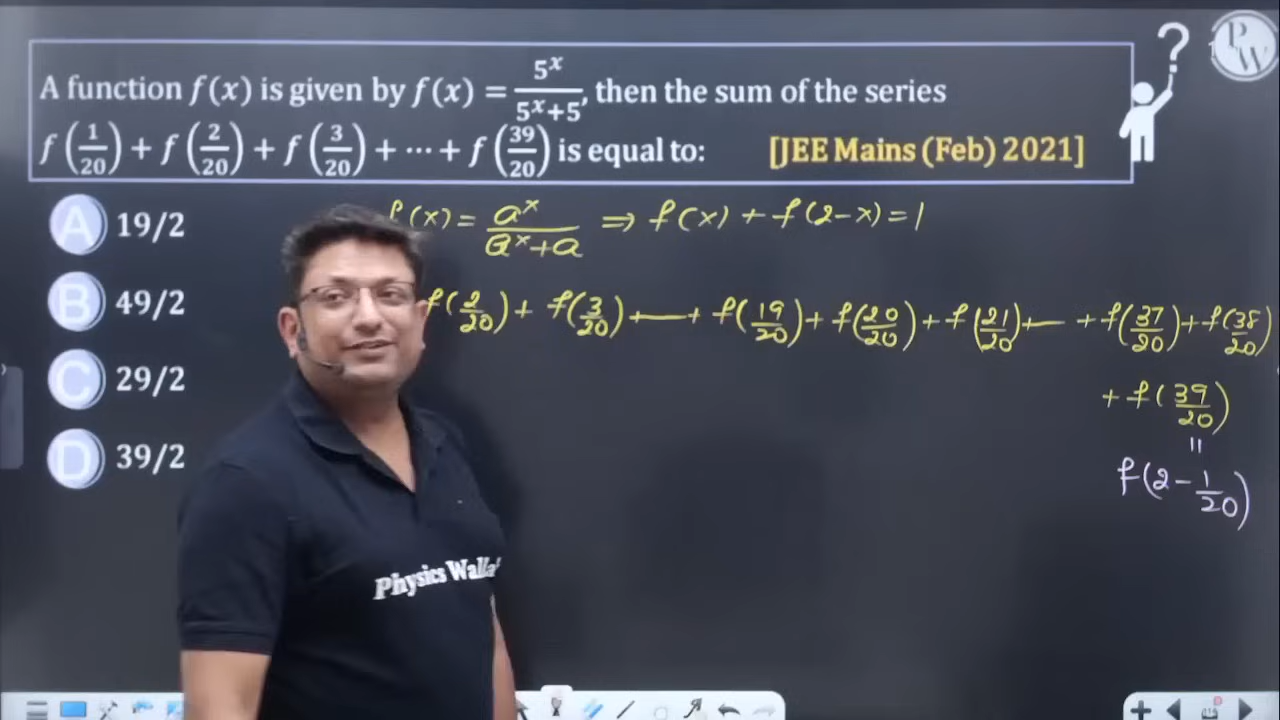 A function f(x) is given by f(x) = 5^x/(5^x+5), then the sum of the series
f(1/20) + f(2/20) + f(3/20) + ⋯ + f(39/20) is equal to: [JEE Mains (Feb) 2021]
PW
A 19/2
B 49/2
C 29/2
D 39/2
f(x) = a^x/(a^x+a) ⇒ f(x) + f(2-x) = 1
f(2/20) + f(3/20) + — + f(19/20) + f(20/20) + f(21/20) + — + f(37/20) + f(38/20)
+ f(39/20)
=
f(2 - 1/20)
Physics Walla